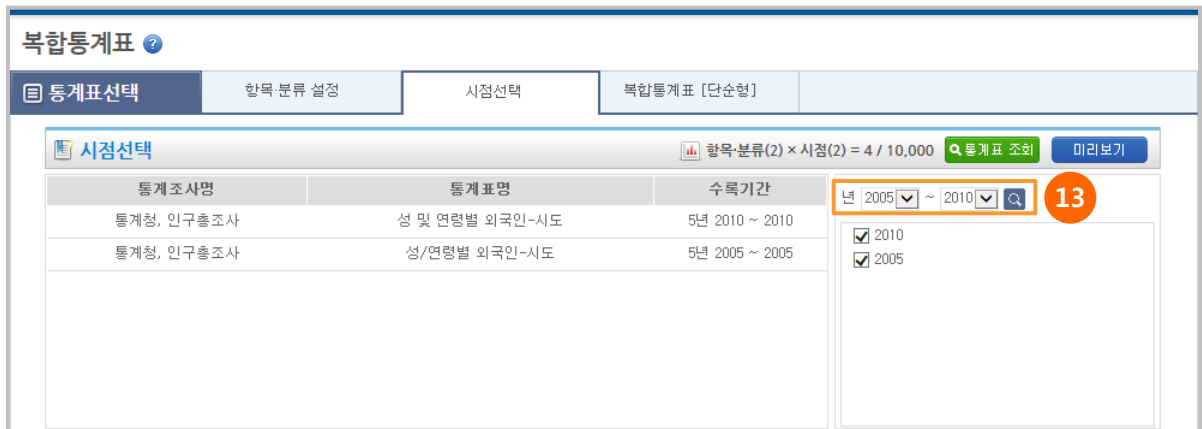 복합통계표 ?
통계표선택 항목·분류 설정 시점선택 복합통계표 [단순형]
시점선택 항목·분류(2) × 시점(2) = 4 / 10,000 통계표 조회 미리보기
통계조사명 통계표명 수록기간 년 2005 ~ 2010 13
통계청, 인구총조사 성 및 연령별 외국인-시도 5년 2010 ~ 2010 2010
통계청, 인구총조사 성/연령별 외국인-시도 5년 2005 ~ 2005 2005